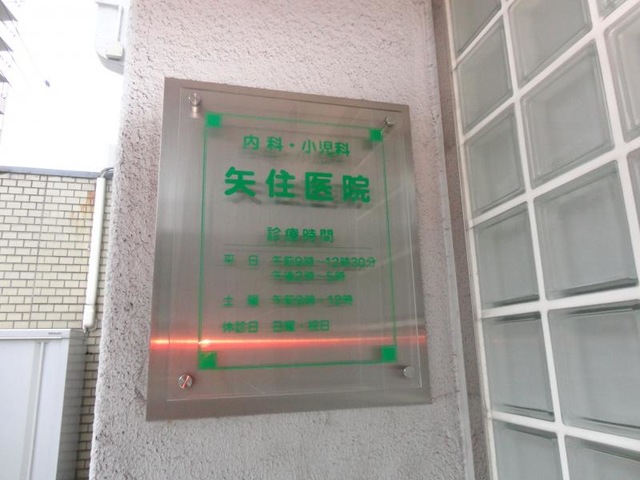 内科・小児科
矢住医院
診療時間
平日 午前9時〜12時30分
午後2時〜5時
土曜 午前9時〜12時
休診日 日曜・祝日